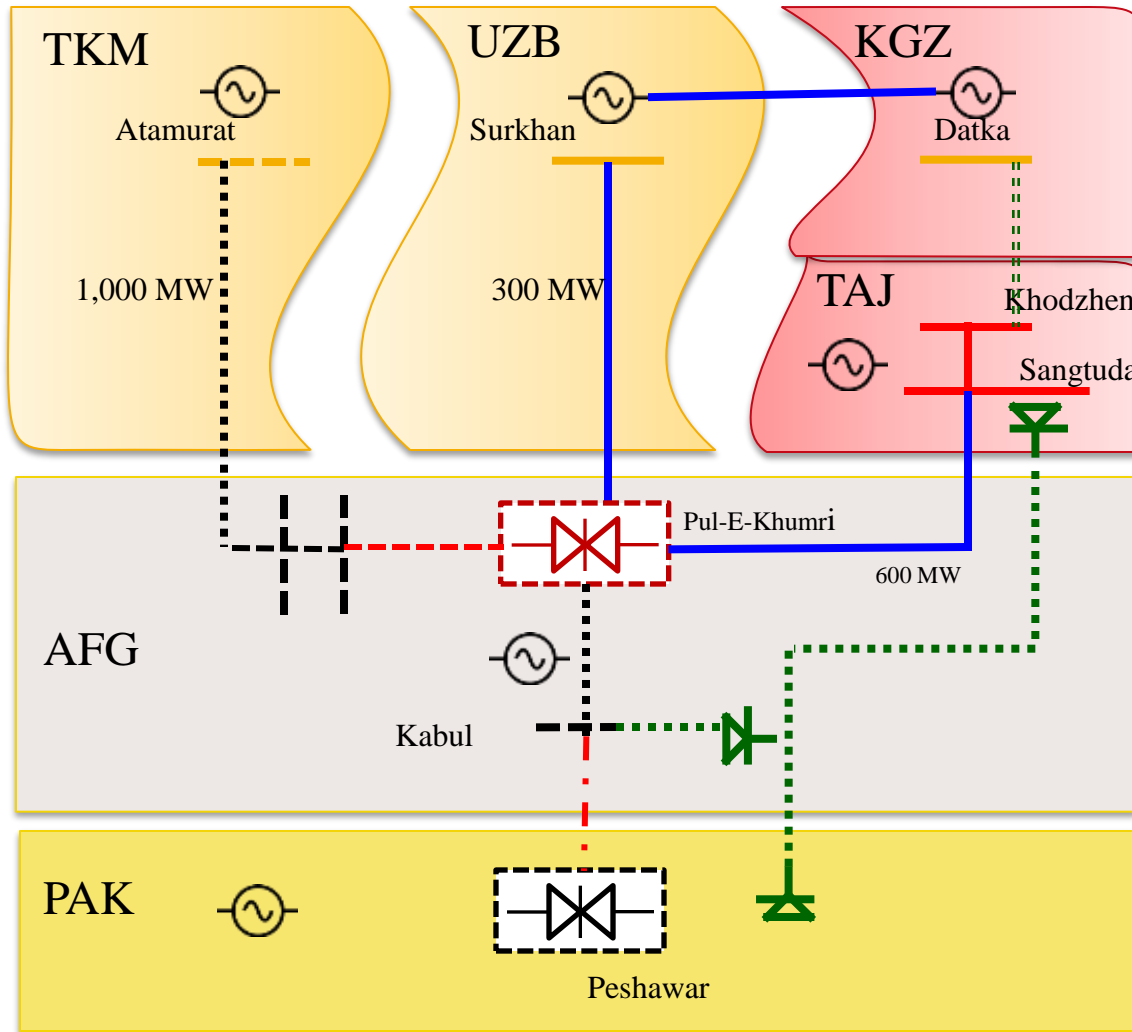 TKM
UZB
KGZ
Atamurat
Surkhan
Datka
1,000 MW
300 MW
TAJ
Khodzhen
Sangtuda
Pul-E-Khumri
600 MW
AFG
Kabul
PAK
Peshawar